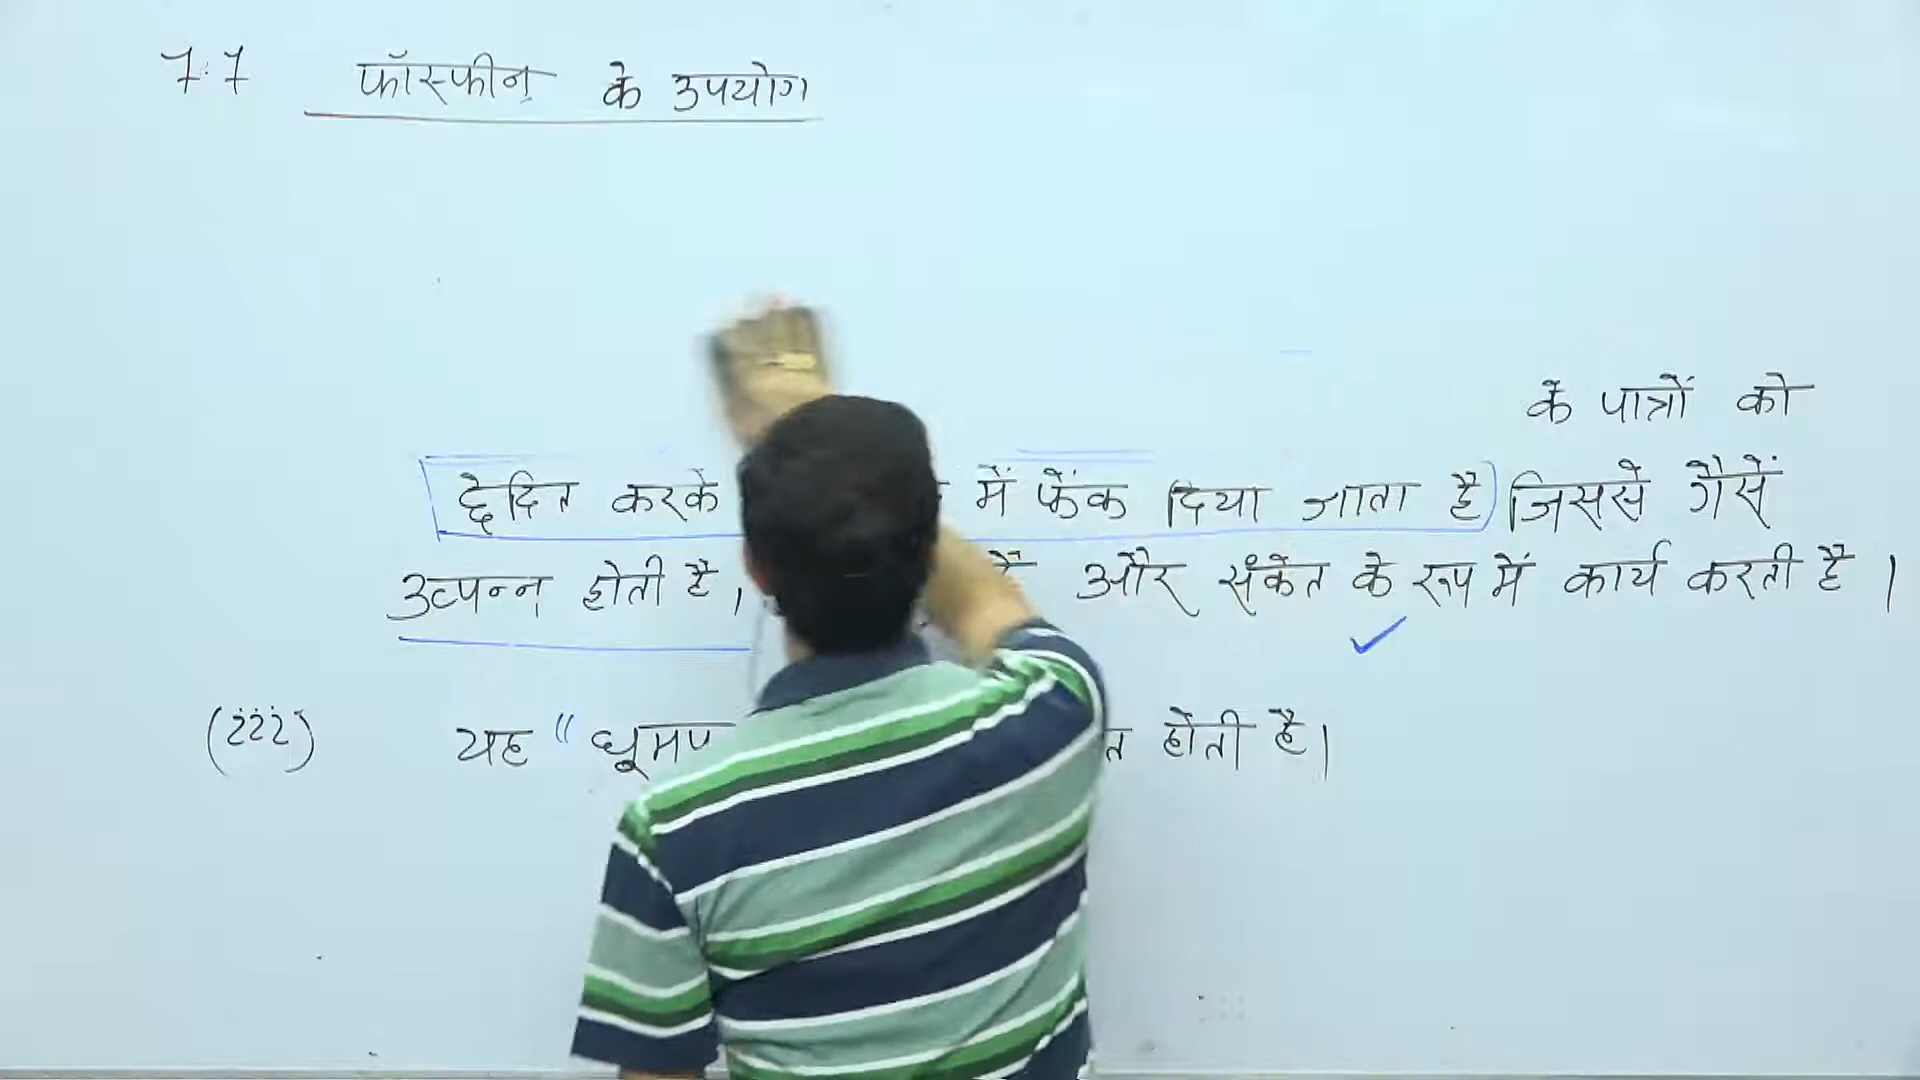 7.7 फॉस्फीन के उपयोग
के पात्रों को
छेदित करके में फेंक दिया जाता है जिससे गैसें
उत्पन्न होती है, और संकेत के रूप में कार्य करती है।
(iii) यह " होती है।